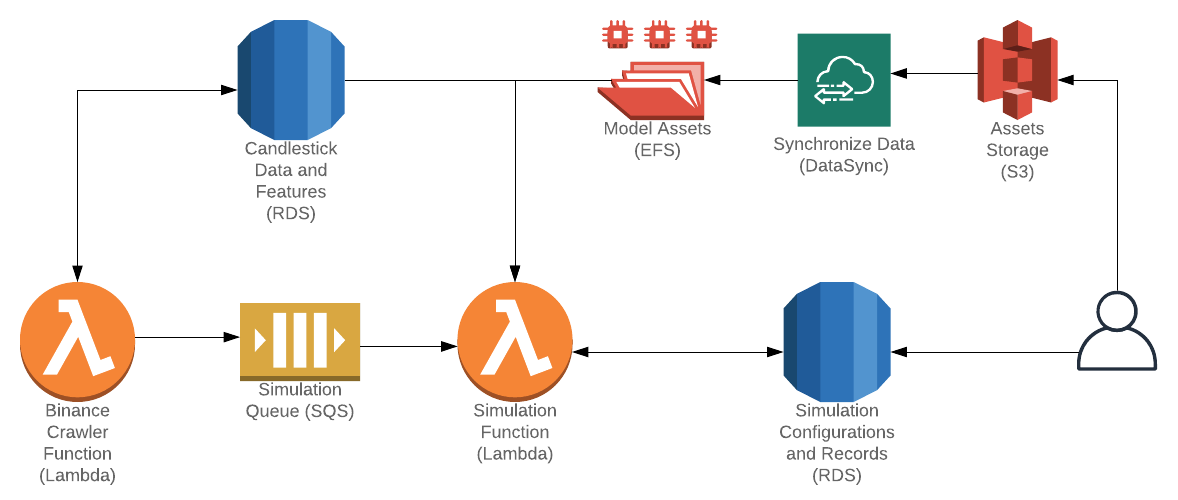 Candlestick
Data and
Features
(RDS)
Model Assets
(EFS)
Synchronize Data
(DataSync)
Assets
Storage
(S3)
Binance
Crawler
Function
(Lambda)
Simulation
Queue (SQS)
Simulation
Function
(Lambda)
Simulation
Configurations
and Records
(RDS)